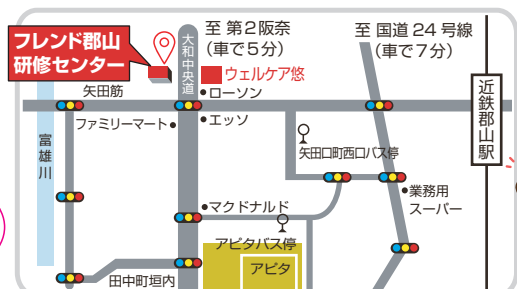 フレンド郡山
研修センター
大和中央道
至 第2阪奈
(車で5分)
至 国道24号線
(車で7分)
ウェルケア悠
矢田筋
ローソン
近鉄郡山駅
ファミリーマート
エッソ
富雄川
矢田口町西口バス停
業務用
スーパー
マクドナルド
アピタバス停
アピタ
田中町垣内